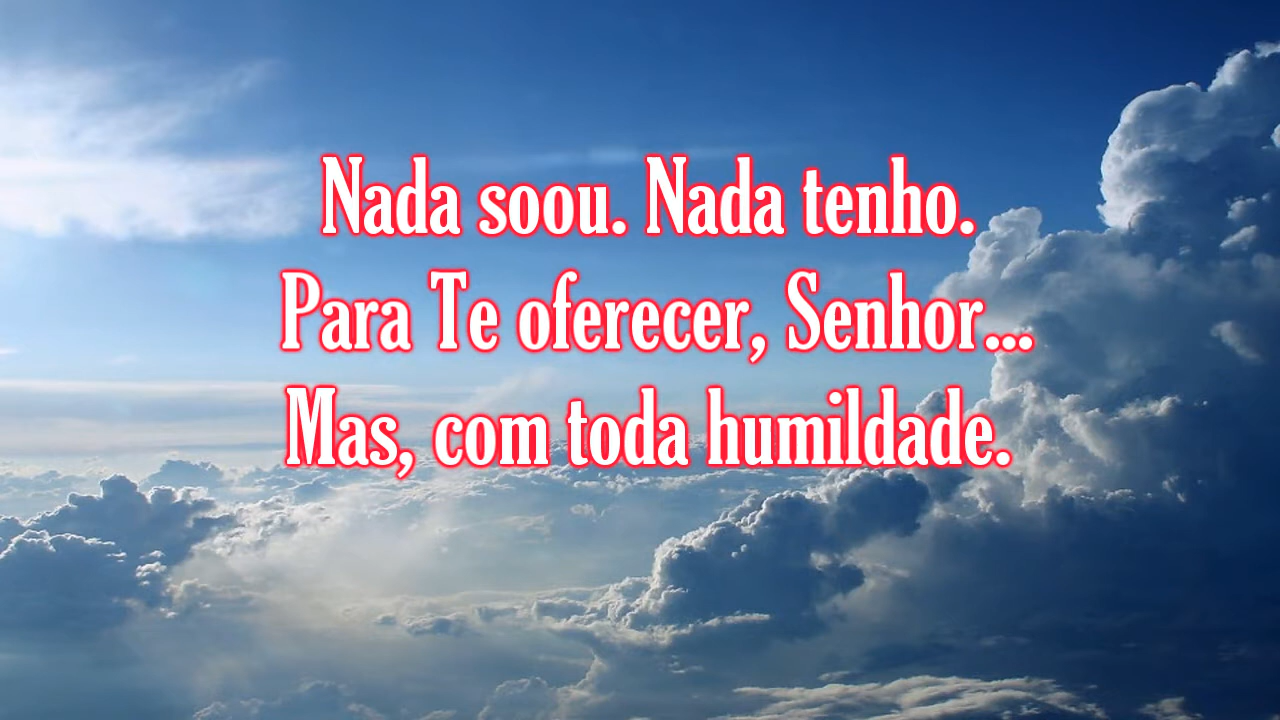 Nada soou. Nada tenho.
Para Te oferecer, Senhor...
Mas, com toda humildade.